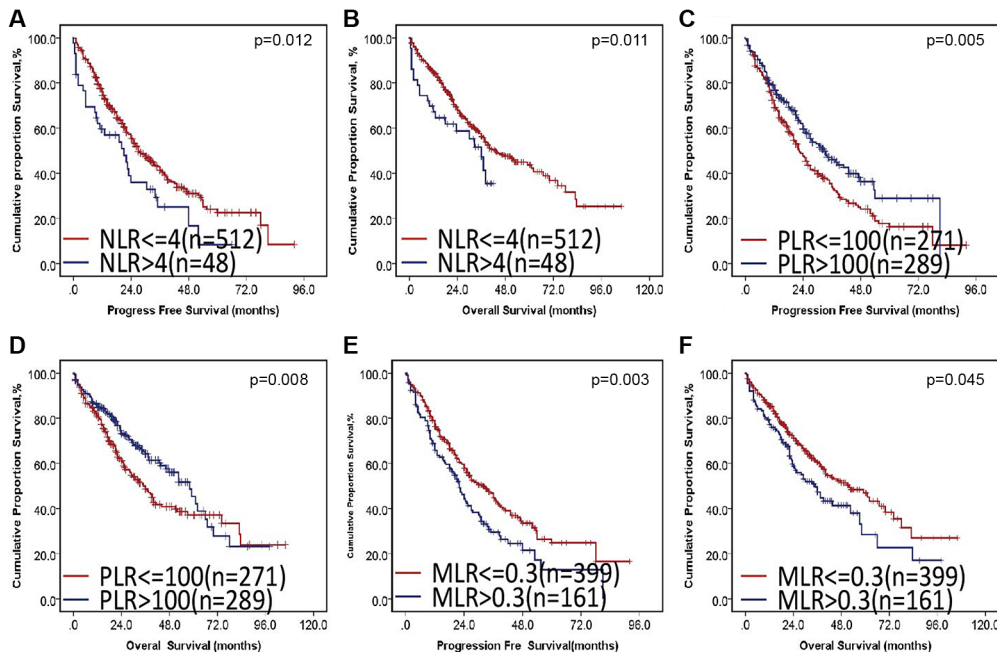 A
p=0.012
Cumulative Proportion survival,%
100.0
80.0
60.0
40.0
20.0
0.0
NLR<=4(n=512)
NLR>4(n=48)
.0 24.0 48.0 72.0 96.0
Progress Free Survival (months)
B
p=0.011
Cumulative Proportion Survival,%
100.0
80.0
60.0
40.0
20.0
0.0
NLR<=4(n=512)
NLR>4(n=48)
.0 24.0 48.0 72.0 96.0 120.0
Overall Survival (months)
C
p=0.005
Cumulative Proportion Survival,%
100.0
80.0
60.0
40.0
20.0
0.0
PLR<=100(n=271)
PLR>100(n=289)
.0 24.0 48.0 72.0 96.0
Progression Free Survival (months)
D
p=0.008
Cumulative Proportion Survival,%
100.0
80.0
60.0
40.0
20.0
0.0
PLR<=100(n=271)
PLR>100(n=289)
.0 24.0 48.0 72.0 96.0 120.0
Overal Survival (months)
E
p=0.003
Cumulative Proportion Survival,%
100.0
80.0
60.0
40.0
20.0
.0
MLR<=0.3(n=399)
MLR>0.3(n=161)
.0 24.0 48.0 72.0 96.0
Progression Fre Survival(months)
F
p=0.045
Cumulative Proportion Survival,%
100.0
80.0
60.0
40.0
20.0
0.0
MLR<=0.3(n=399)
MLR>0.3(n=161)
.0 24.0 48.0 72.0 96.0 120.0
Overal Survival (months)